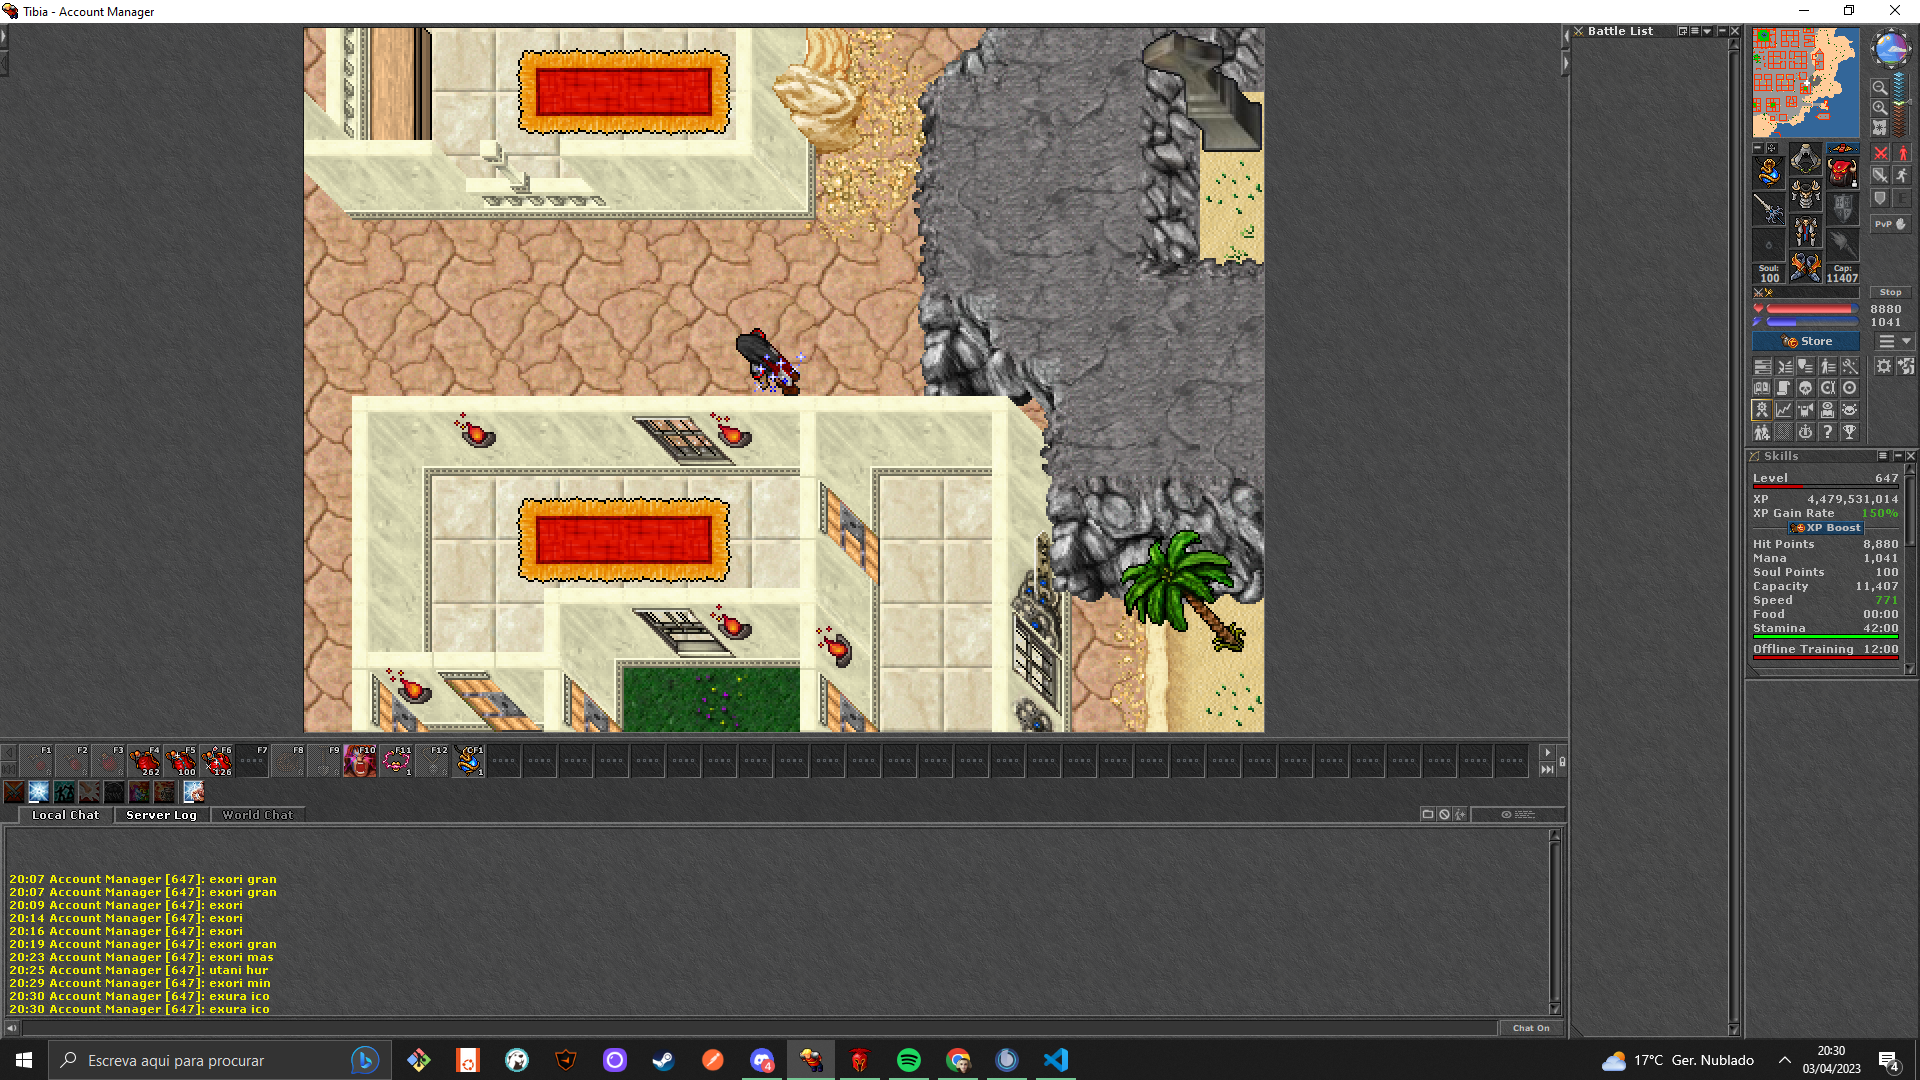 Tibia - Account Manager
Battle List
Soul:
100
Cap:
11407
PvP
Stop
8880
1041
Store
Skills
Level 647
XP 4,479,531,014
XP Gain Rate 150%
XP Boost
Hit Points 8,880
Mana 1,041
Soul Points 100
Capacity 11,407
Speed 771
Food 00:00
Stamina 42:00
Offline Training 12:00
F1 F2 F3 F4 F5 F6 F7 F8 F9 F10 F11 F12 CF1
262 100 126 1 1
Local Chat Server Log World Chat
20:07 Account Manager [647]: exori gran
20:07 Account Manager [647]: exori gran
20:09 Account Manager [647]: exori
20:14 Account Manager [647]: exori
20:16 Account Manager [647]: exori
20:19 Account Manager [647]: exori gran
20:23 Account Manager [647]: exori mas
20:25 Account Manager [647]: utani hur
20:29 Account Manager [647]: exori min
20:30 Account Manager [647]: exura ico
20:30 Account Manager [647]: exura ico
Chat On
Escreva aqui para procurar
4
17°C Ger. Nublado
20:30
03/04/2023
4